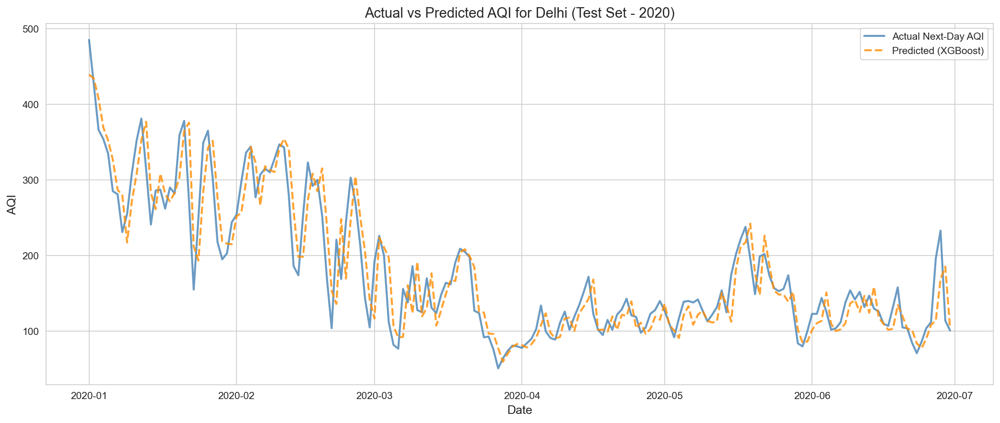 Actual vs Predicted AQI for Delhi (Test Set - 2020)
Actual Next-Day AQI
Predicted (XGBoost)
AQI
500
400
300
200
100
2020-01
2020-02
2020-03
2020-04
2020-05
2020-06
2020-07
Date